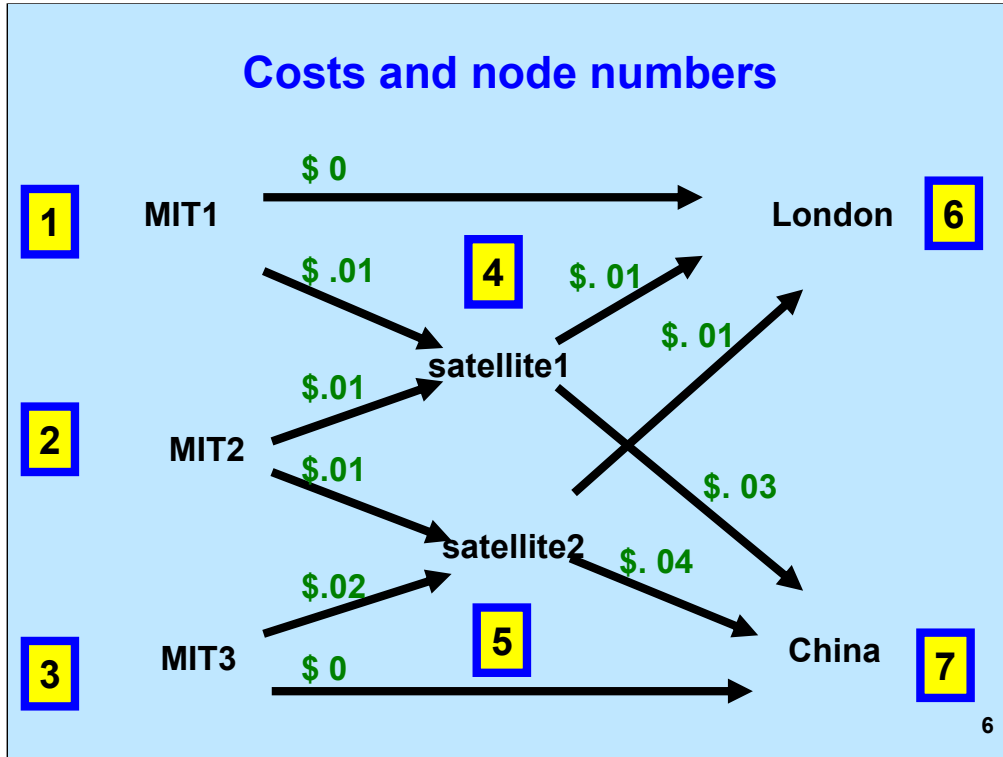 Costs and node numbers
$ 0
1
MIT1
London
6
$ .01
4
$. 01
$. 01
satellite1
$.01
2
MIT2
$.01
$. 03
satellite2
$. 04
$.02
5
3
MIT3
$ 0
China
7
6